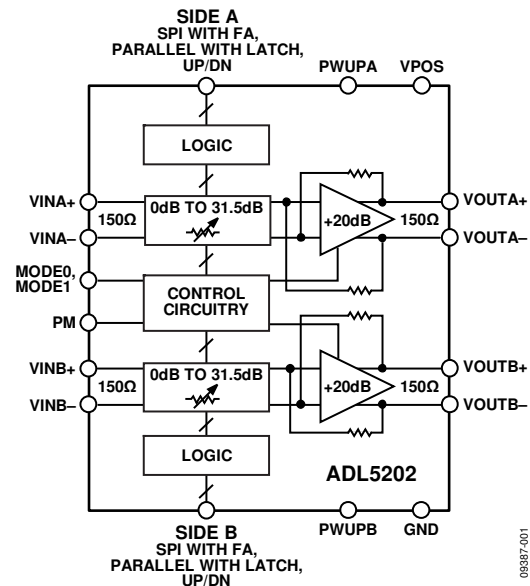 SIDE A
SPI WITH FA,
PARALLEL WITH LATCH,
UP/DN
PWUPA
VPOS
LOGIC
VINA+
150Ω
0dB TO 31.5dB
+20dB
150Ω
VOUTA+
VINA–
VOUTA–
MODE0,
MODE1
CONTROL
CIRCUITRY
PM
VINB+
150Ω
0dB TO 31.5dB
+20dB
150Ω
VOUTB+
VINB–
VOUTB–
LOGIC
ADL5202
SIDE B
SPI WITH FA,
PARALLEL WITH LATCH,
UP/DN
PWUPB
GND
09387-001